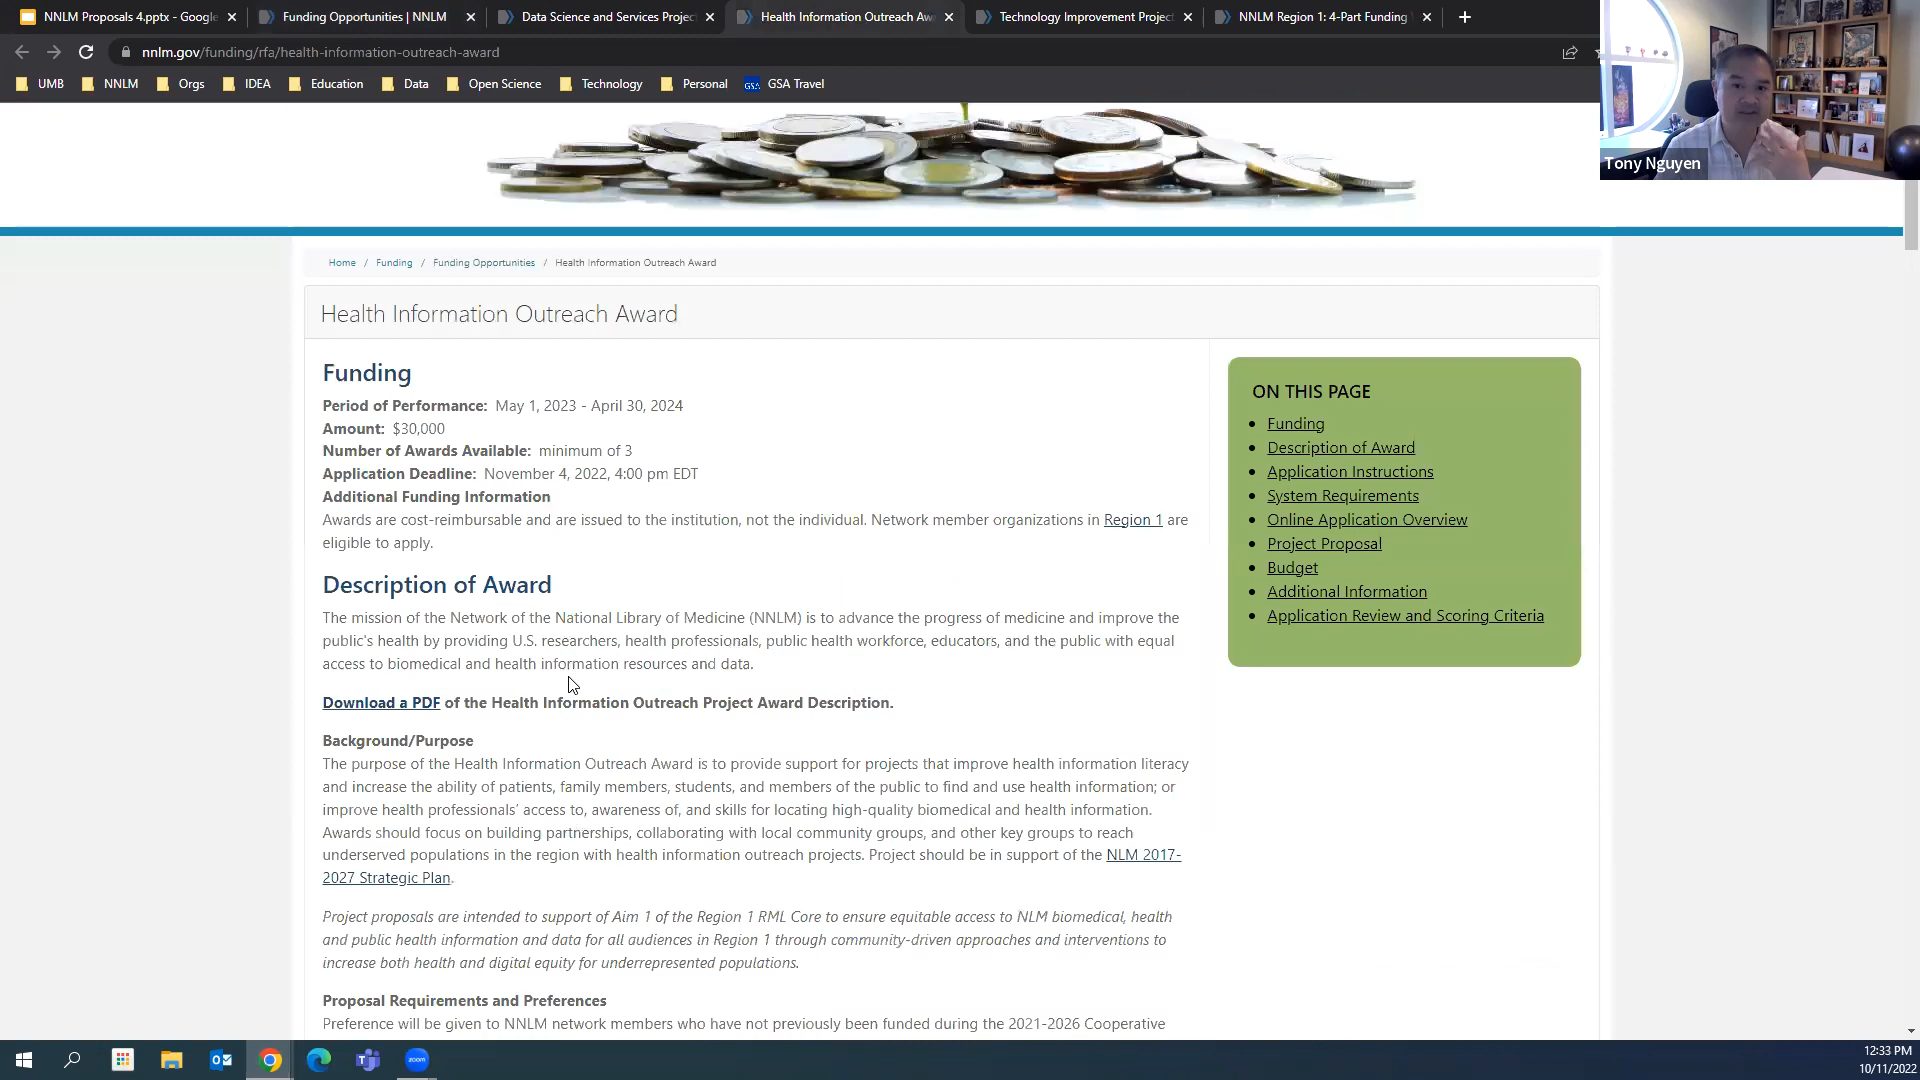 NNLM Proposals 4.pptx - Google
Funding Opportunities | NNLM
Data Science and Services Projec
Health Information Outreach Aw
Technology Improvement Project
NNLM Region 1: 4-Part Funding
nnlm.gov/funding/rfa/health-information-outreach-award
UMB
NNLM
Orgs
IDEA
Education
Data
Open Science
Technology
Personal
GSA
GSA Travel
Tony Nguyen
Home / Funding / Funding Opportunities / Health Information Outreach Award
Health Information Outreach Award
Funding
Period of Performance: May 1, 2023 - April 30, 2024
Amount: $30,000
Number of Awards Available: minimum of 3
Application Deadline: November 4, 2022, 4:00 pm EDT
Additional Funding Information
Awards are cost-reimbursable and are issued to the institution, not the individual. Network member organizations in Region 1 are
eligible to apply.
Description of Award
The mission of the Network of the National Library of Medicine (NNLM) is to advance the progress of medicine and improve the
public's health by providing U.S. researchers, health professionals, public health workforce, educators, and the public with equal
access to biomedical and health information resources and data.
Download a PDF of the Health Information Outreach Project Award Description.
Background/Purpose
The purpose of the Health Information Outreach Award is to provide support for projects that improve health information literacy
and increase the ability of patients, family members, students, and members of the public to find and use health information; or
improve health professionals' access to, awareness of, and skills for locating high-quality biomedical and health information.
Awards should focus on building partnerships, collaborating with local community groups, and other key groups to reach
underserved populations in the region with health information outreach projects. Project should be in support of the NLM 2017-
2027 Strategic Plan.
Project proposals are intended to support of Aim 1 of the Region 1 RML Core to ensure equitable access to NLM biomedical, health
and public health information and data for all audiences in Region 1 through community-driven approaches and interventions to
increase both health and digital equity for underrepresented populations.
Proposal Requirements and Preferences
Preference will be given to NNLM network members who have not previously been funded during the 2021-2026 Cooperative
ON THIS PAGE
Funding
Description of Award
Application Instructions
System Requirements
Online Application Overview
Project Proposal
Budget
Additional Information
Application Review and Scoring Criteria
zoom
12:33 PM
10/11/2022